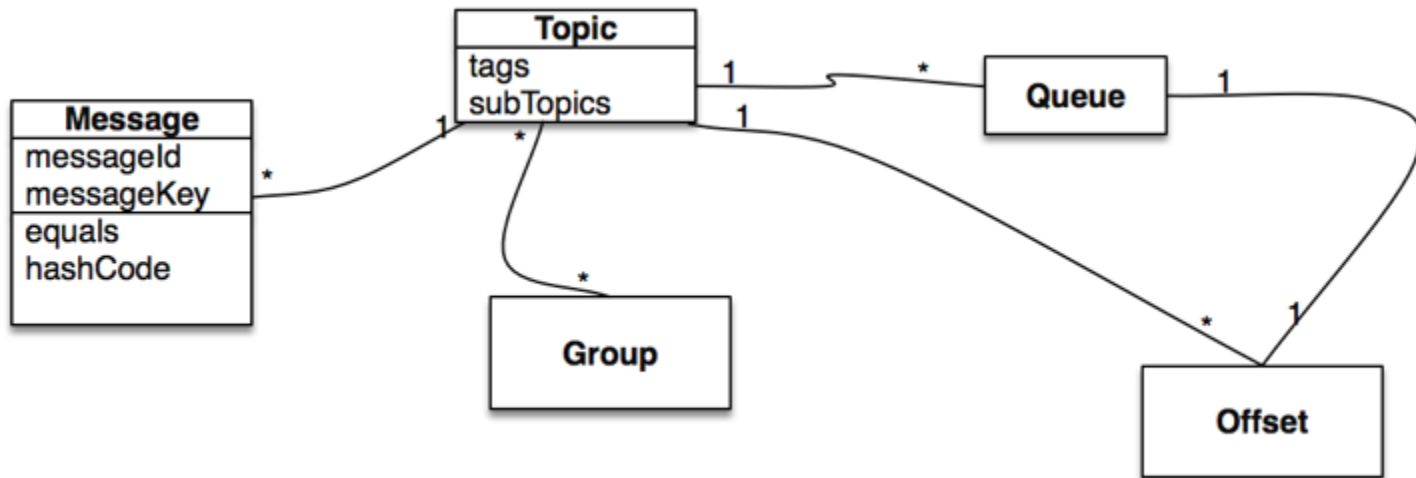 Topic
tags
subTopics
1
*
Queue
1
1
Message
messageId
messageKey
equals
hashCode
*
1
*
*
Group
*
1
Offset